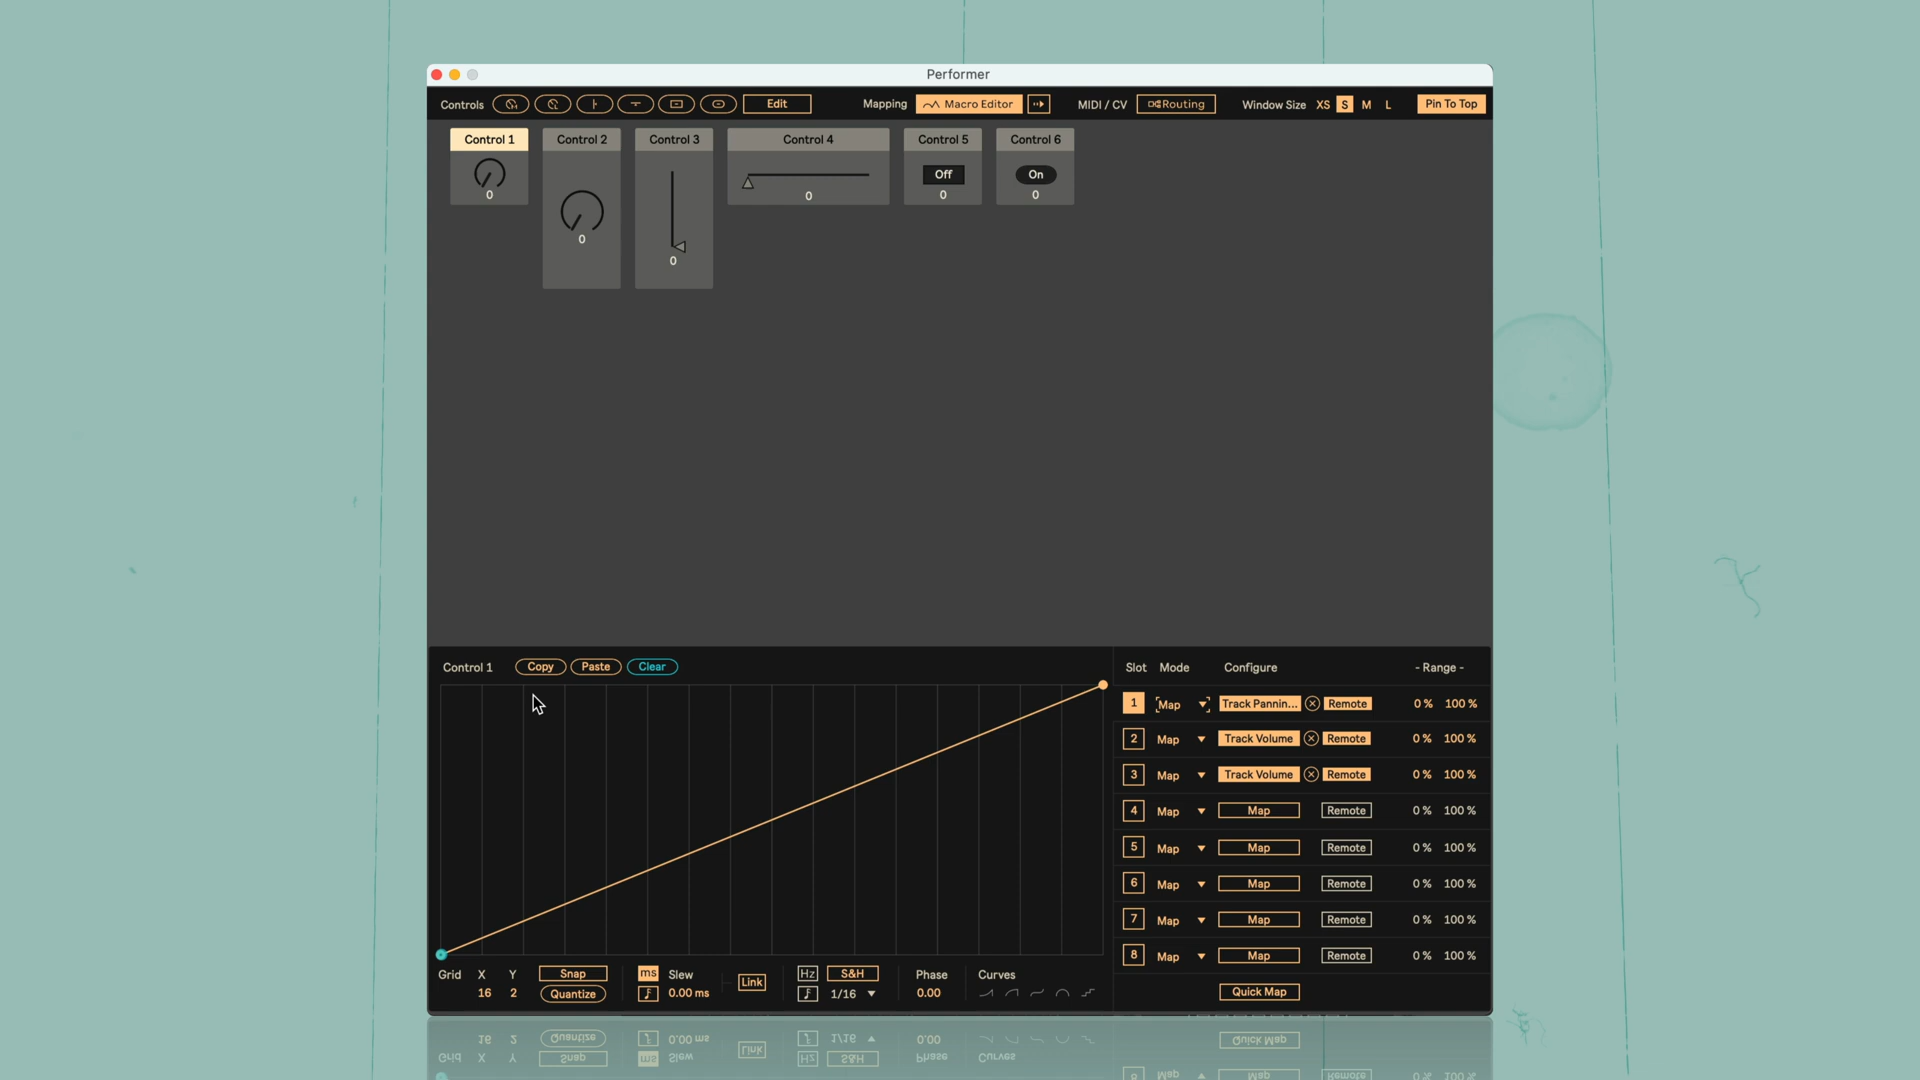 Performer
Controls Edit Mapping Macro Editor MIDI / CV Routing Window Size XS S M L Pin To Top
Control 1 Control 2 Control 3 Control 4 Control 5 Control 6
Off On
0 0 0 0
0
0
Control 1 Copy Paste Clear
Slot Mode Configure - Range -
1 Map Track Pannin... Remote 0 % 100 %
2 Map Track Volume Remote 0 % 100 %
3 Map Track Volume Remote 0 % 100 %
4 Map Map Remote 0 % 100 %
5 Map Map Remote 0 % 100 %
6 Map Map Remote 0 % 100 %
7 Map Map Remote 0 % 100 %
8 Map Map Remote 0 % 100 %
Grid X Y Snap ms Slew Link Hz S&H Phase Curves
16 2 Quantize 0.00 ms 1/16 0.00
Quick Map